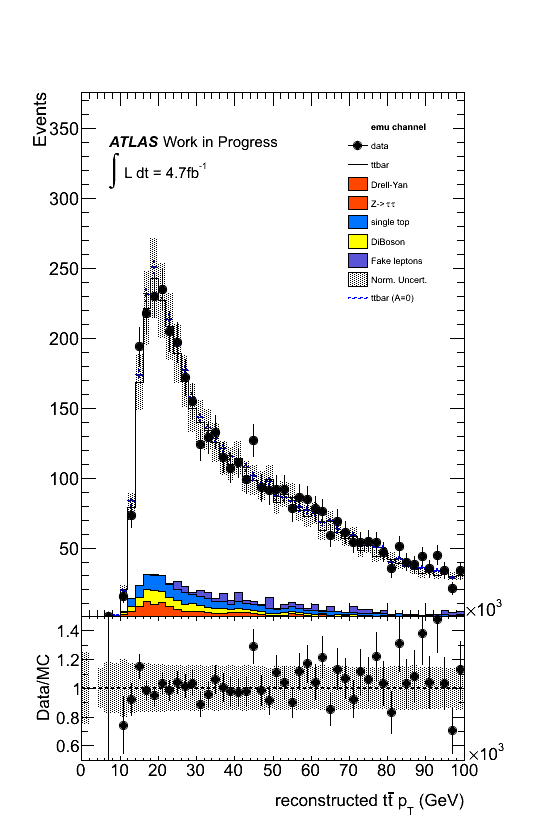 Events
350
300
250
200
150
100
50
ATLAS Work in Progress
∫ L dt = 4.7fb⁻¹
emu channel
data
ttbar
Drell-Yan
Z->ττ
single top
DiBoson
Fake leptons
Norm. Uncert.
ttbar (A=0)
×10³
Data/MC
1.4
1.2
1
0.8
0.6
×10³
0 10 20 30 40 50 60 70 80 90 100
reconstructed tt̄ p_T (GeV)